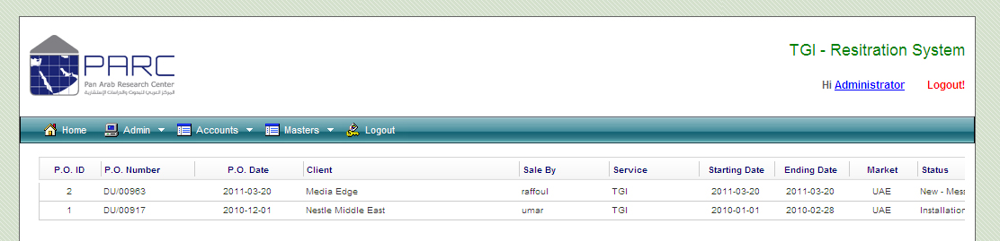 TGI - Resitration System
PARC
Pan Arab Research Center
المركز العربي للبحوث والدراسات الإستشارية
Hi Administrator Logout!
Home Admin Accounts Masters Logout
P.O. ID P.O. Number P.O. Date Client Sale By Service Starting Date Ending Date Market Status
2 DU/00963 2011-03-20 Media Edge raffoul TGI 2011-03-20 2011-03-20 UAE New - Mess
1 DU/00917 2010-12-01 Nestle Middle East umar TGI 2010-01-01 2010-02-28 UAE Installation